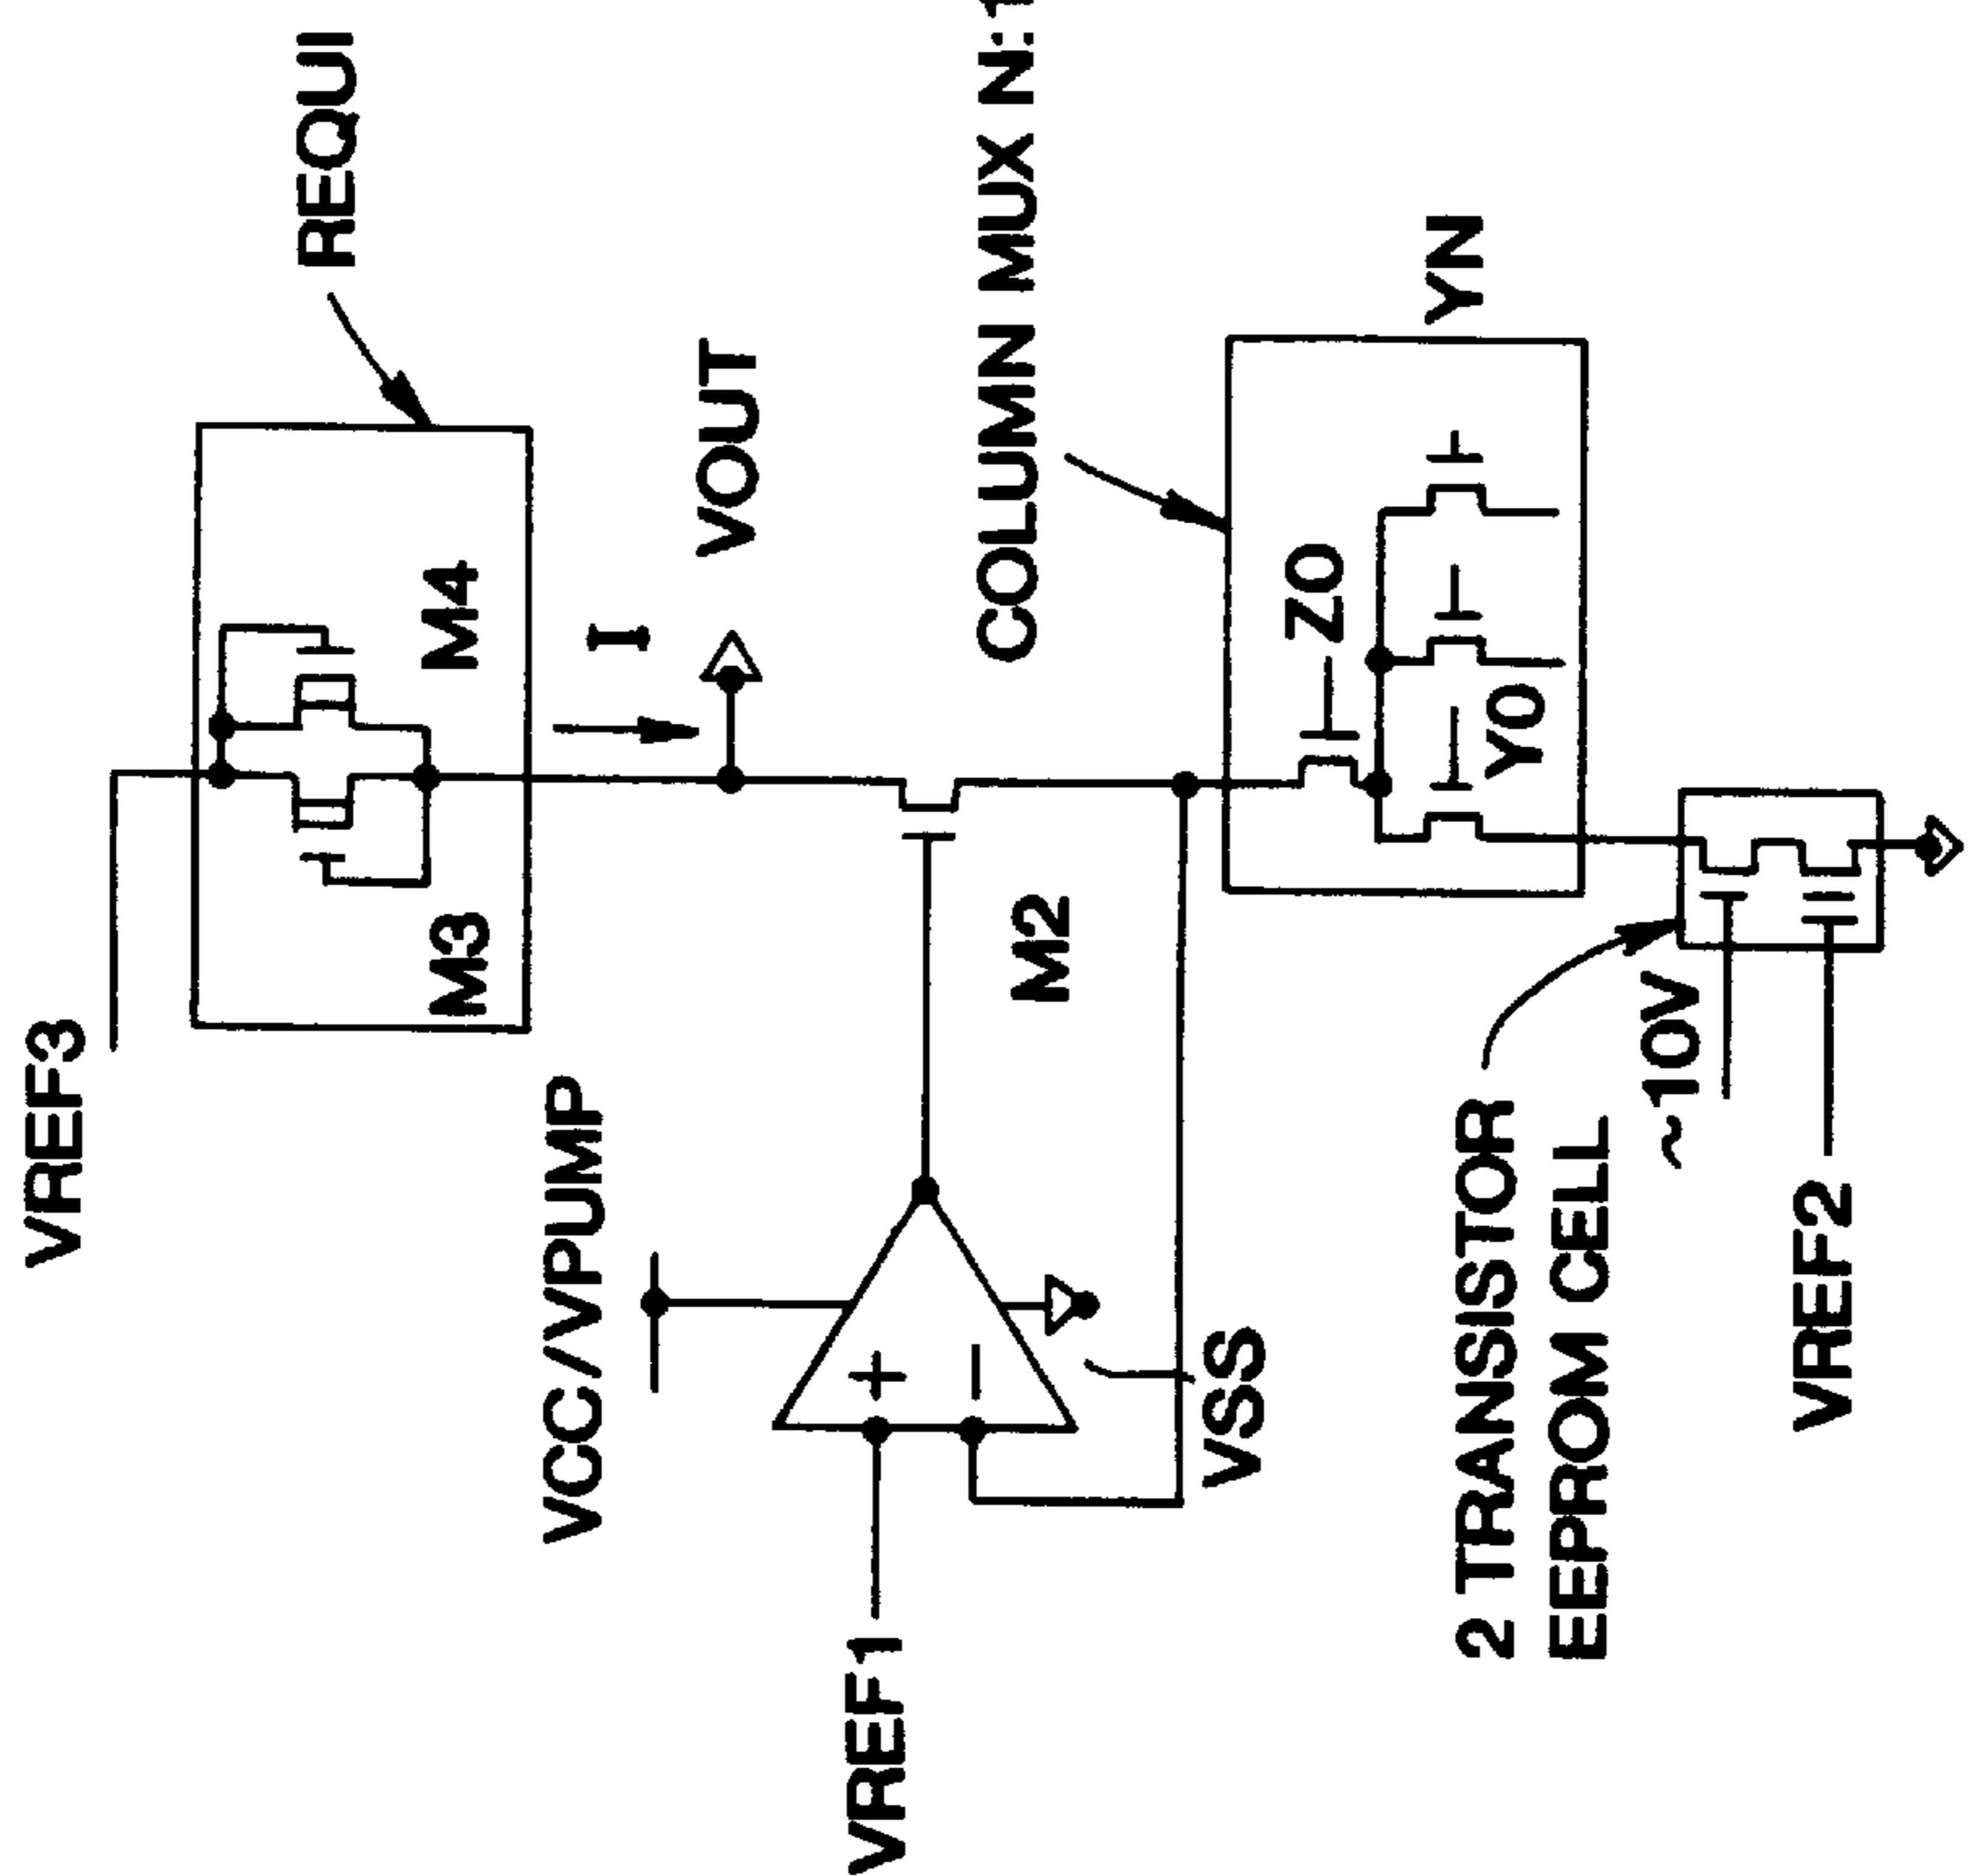 VREF3
REQUI
M3
M4
I
VOUT
VCC/VPUMP
VREF1
+
−
VSS
M2
COLUMN MUX N:1
Z0
Y0
YN
2 TRANSISTOR
EEPROM CELL
~10V
VREF2